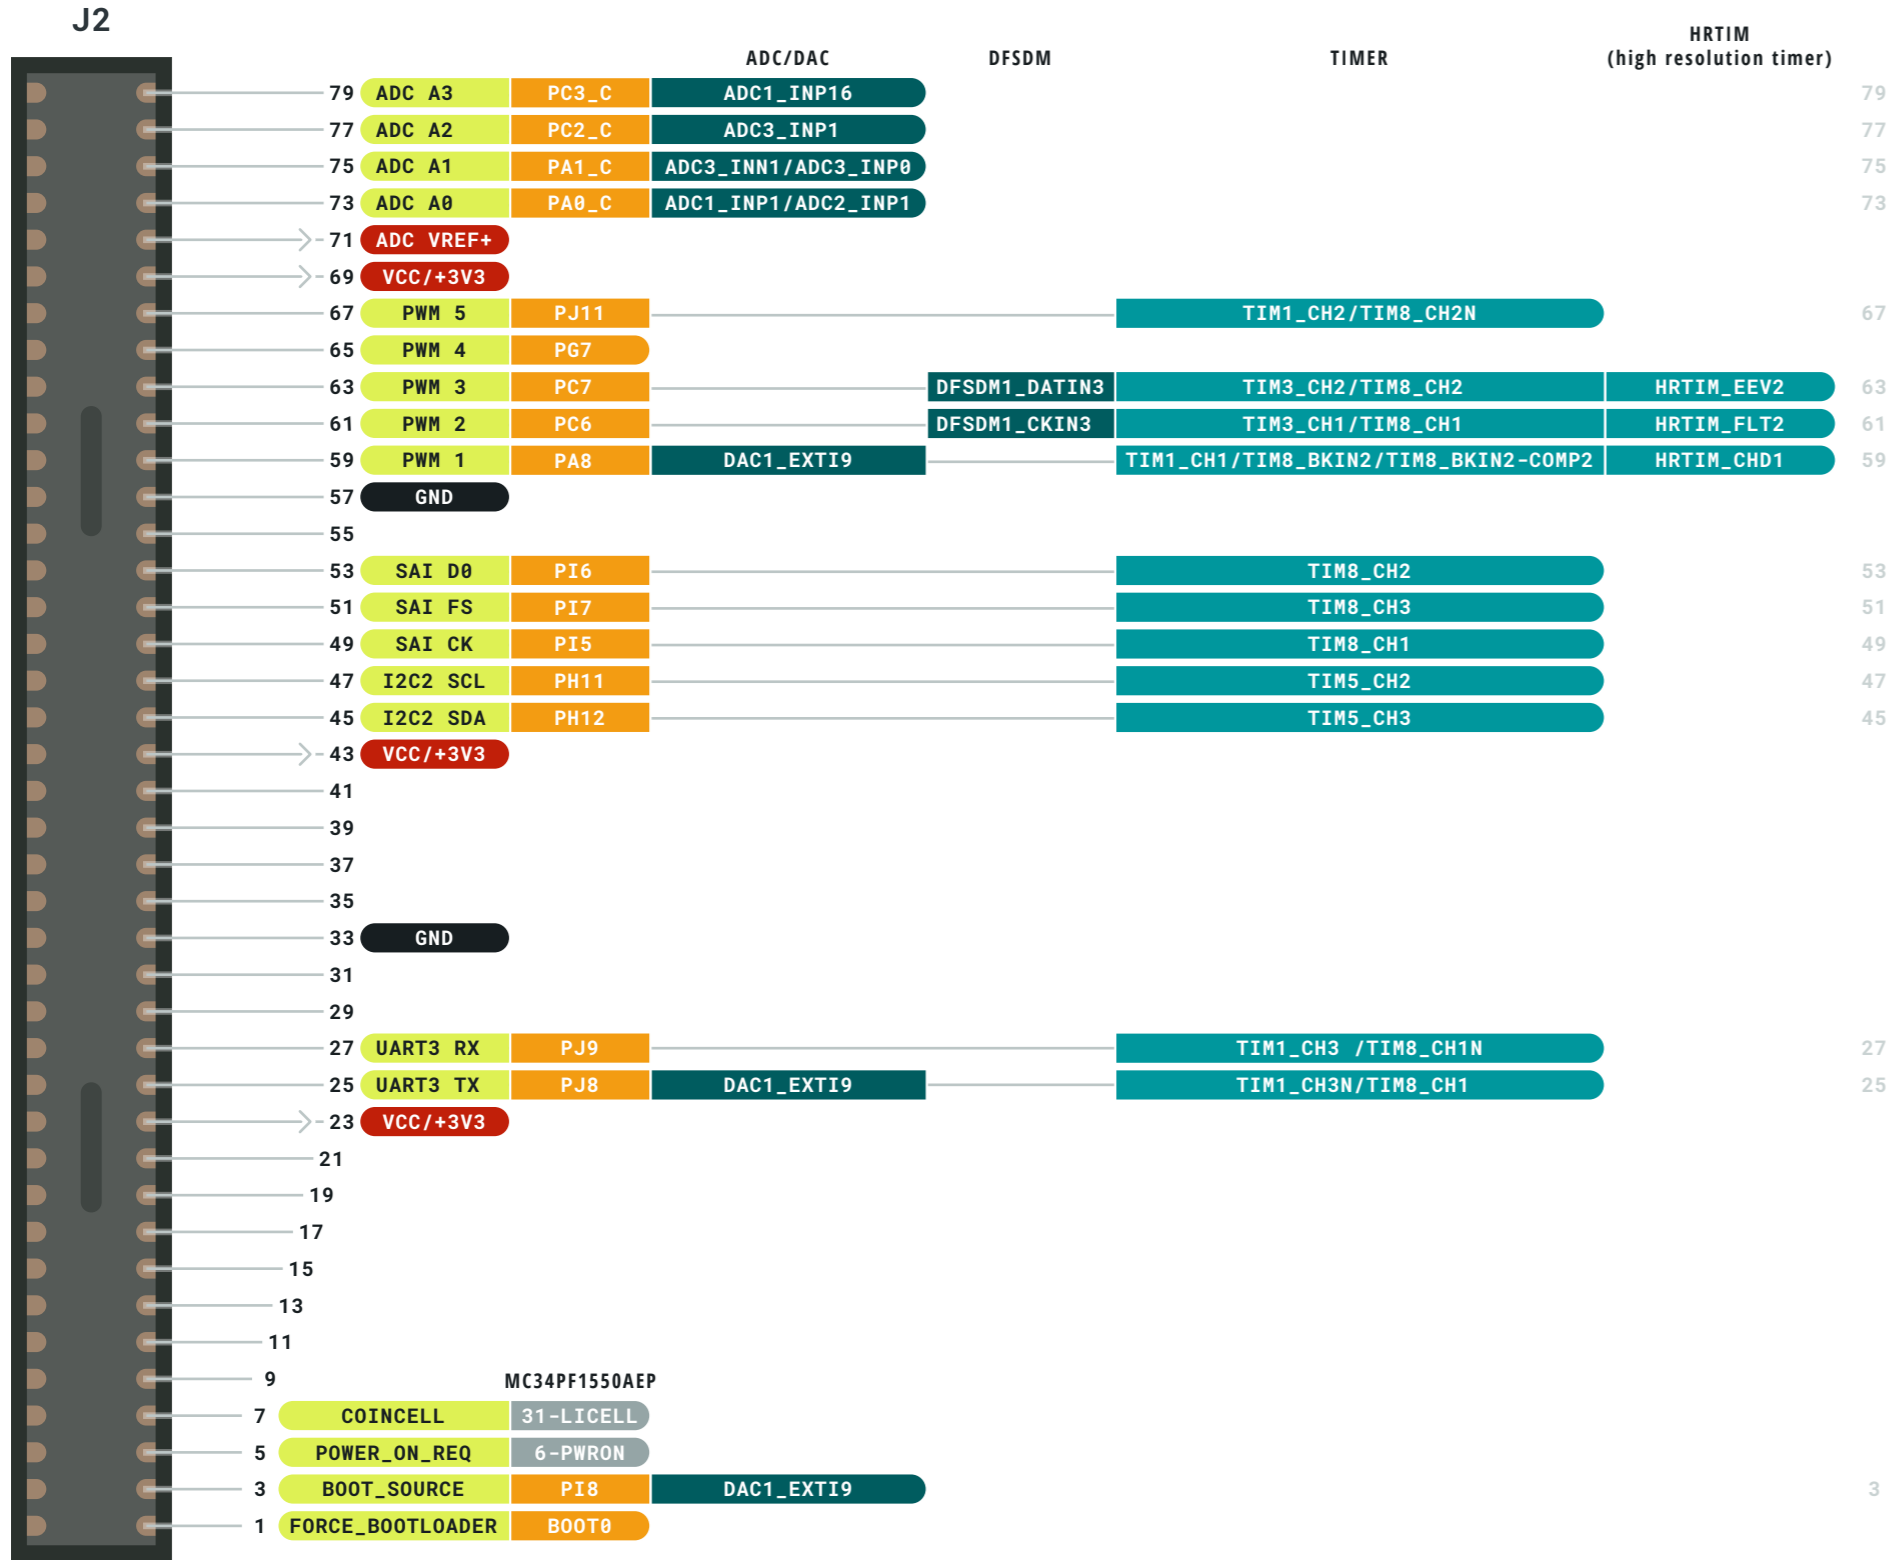 J2
HRTIM
ADC/DAC DFSDM TIMER (high resolution timer)
79 ADC A3 PC3_C ADC1_INP16 79
77 ADC A2 PC2_C ADC3_INP1 77
75 ADC A1 PA1_C ADC3_INN1/ADC3_INP0 75
73 ADC A0 PA0_C ADC1_INP1/ADC2_INP1 73
71 ADC VREF+
69 VCC/+3V3
67 PWM 5 PJ11 TIM1_CH2/TIM8_CH2N 67
65 PWM 4 PG7
63 PWM 3 PC7 DFSDM1_DATIN3 TIM3_CH2/TIM8_CH2 HRTIM_EEV2 63
61 PWM 2 PC6 DFSDM1_CKIN3 TIM3_CH1/TIM8_CH1 HRTIM_FLT2 61
59 PWM 1 PA8 DAC1_EXTI9 TIM1_CH1/TIM8_BKIN2/TIM8_BKIN2-COMP2 HRTIM_CHD1 59
57 GND
55
53 SAI D0 PI6 TIM8_CH2 53
51 SAI FS PI7 TIM8_CH3 51
49 SAI CK PI5 TIM8_CH1 49
47 I2C2 SCL PH11 TIM5_CH2 47
45 I2C2 SDA PH12 TIM5_CH3 45
43 VCC/+3V3
41
39
37
35
33 GND
31
29
27 UART3 RX PJ9 TIM1_CH3 /TIM8_CH1N 27
25 UART3 TX PJ8 DAC1_EXTI9 TIM1_CH3N/TIM8_CH1 25
23 VCC/+3V3
21
19
17
15
13
11
9 MC34PF1550AEP
7 COINCELL 31-LICELL
5 POWER_ON_REQ 6-PWRON
3 BOOT_SOURCE PI8 DAC1_EXTI9 3
1 FORCE_BOOTLOADER BOOT0